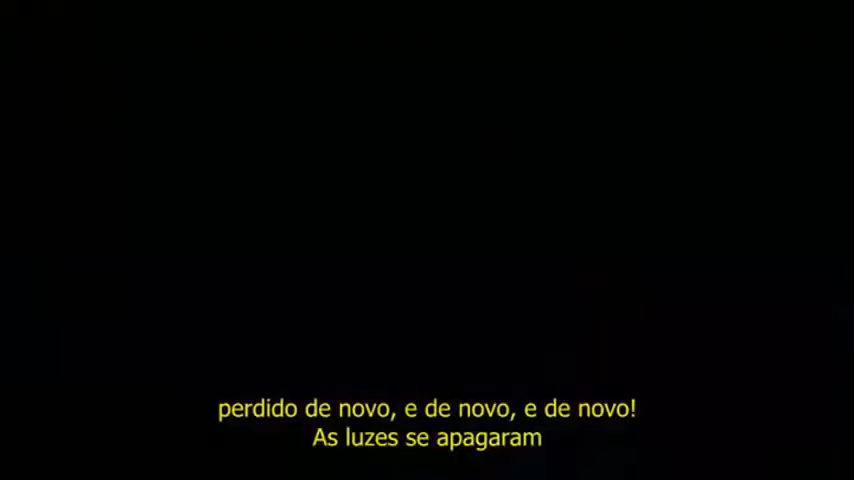 perdido de novo, e de novo, e de novo!
As luzes se apagaram